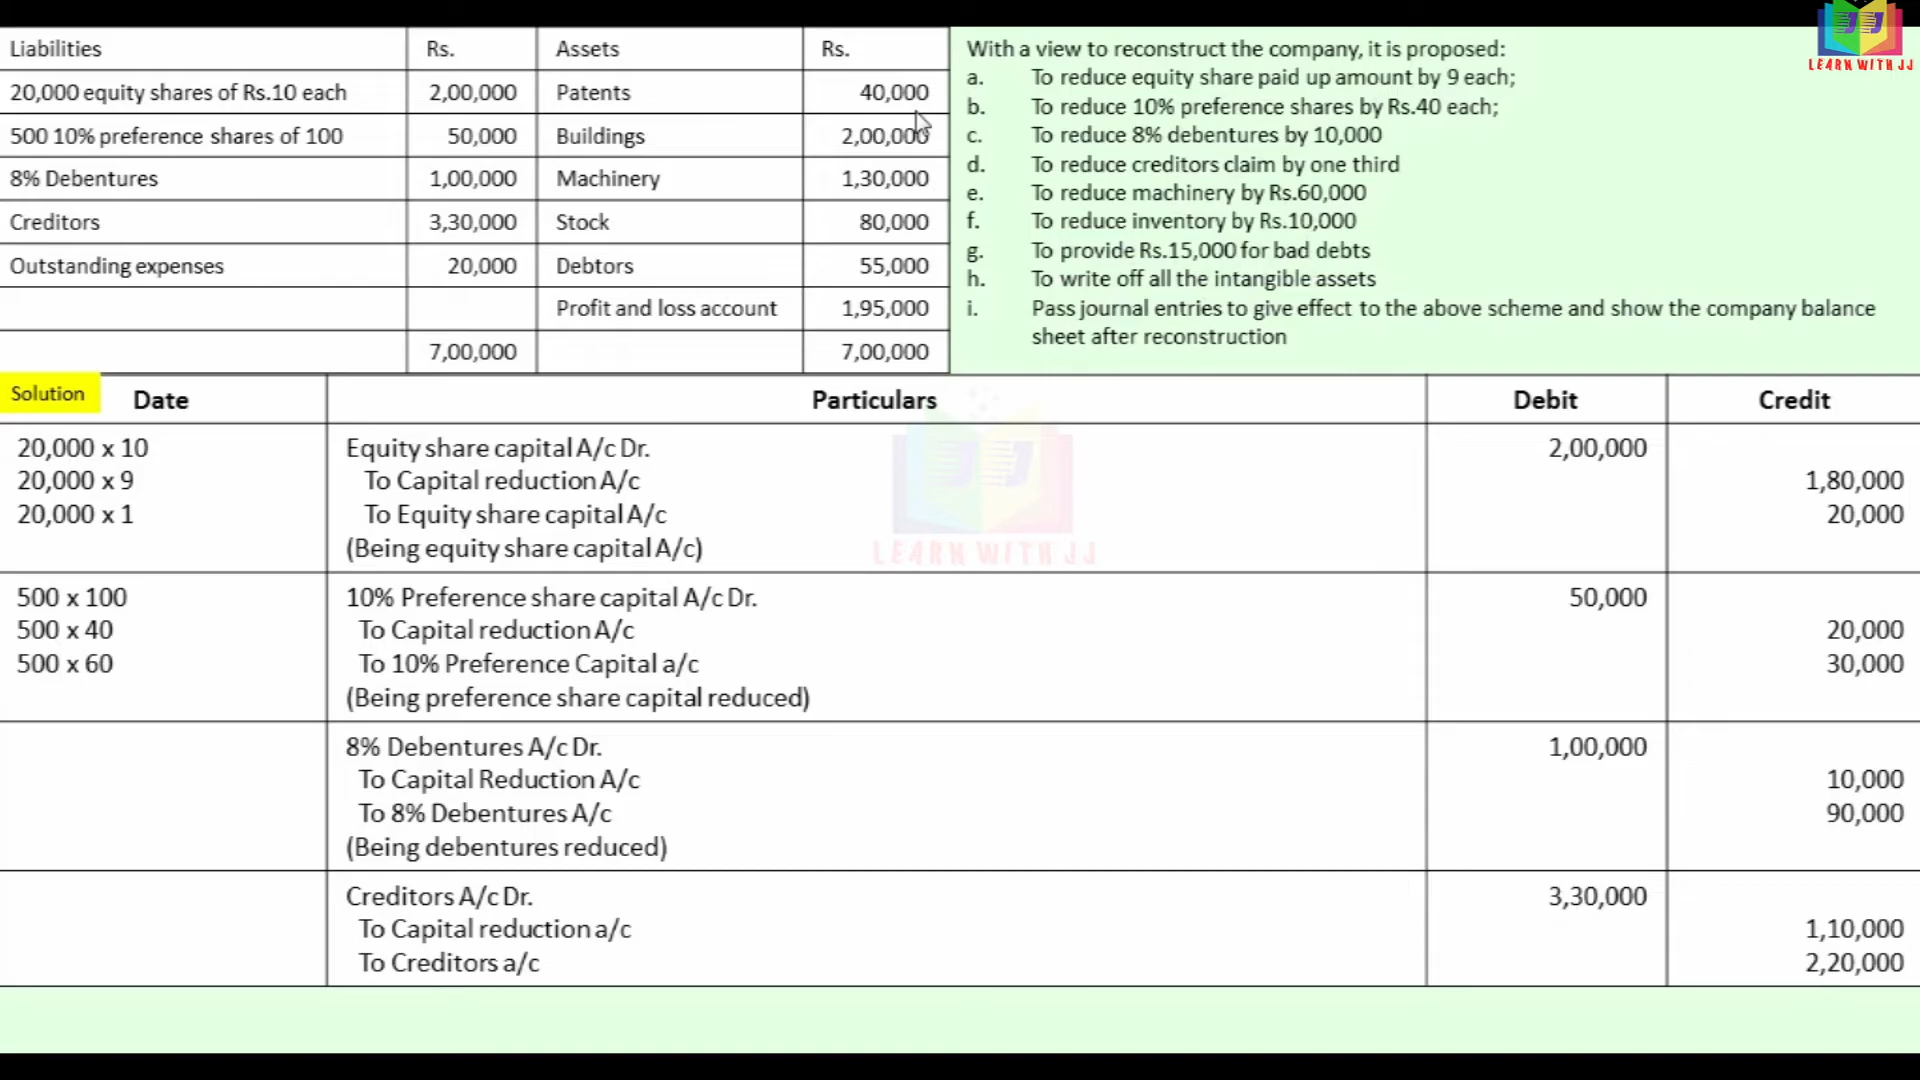 LEARN WITH JJ
Liabilities Rs. Assets Rs.
20,000 equity shares of Rs.10 each 2,00,000 Patents 40,000
500 10% preference shares of 100 50,000 Buildings 2,00,000
8% Debentures 1,00,000 Machinery 1,30,000
Creditors 3,30,000 Stock 80,000
Outstanding expenses 20,000 Debtors 55,000
Profit and loss account 1,95,000
7,00,000 7,00,000
With a view to reconstruct the company, it is proposed:
a. To reduce equity share paid up amount by 9 each;
b. To reduce 10% preference shares by Rs.40 each;
c. To reduce 8% debentures by 10,000
d. To reduce creditors claim by one third
e. To reduce machinery by Rs.60,000
f. To reduce inventory by Rs.10,000
g. To provide Rs.15,000 for bad debts
h. To write off all the intangible assets
i. Pass journal entries to give effect to the above scheme and show the company balance
sheet after reconstruction
Solution
Date Particulars Debit Credit
20,000 x 10 Equity share capital A/c Dr. 2,00,000
20,000 x 9 To Capital reduction A/c 1,80,000
20,000 x 1 To Equity share capital A/c 20,000
(Being equity share capital A/c)
LEARN WITH JJ
500 x 100 10% Preference share capital A/c Dr. 50,000
500 x 40 To Capital reduction A/c 20,000
500 x 60 To 10% Preference Capital a/c 30,000
(Being preference share capital reduced)
8% Debentures A/c Dr. 1,00,000
To Capital Reduction A/c 10,000
To 8% Debentures A/c 90,000
(Being debentures reduced)
Creditors A/c Dr. 3,30,000
To Capital reduction a/c 1,10,000
To Creditors a/c 2,20,000